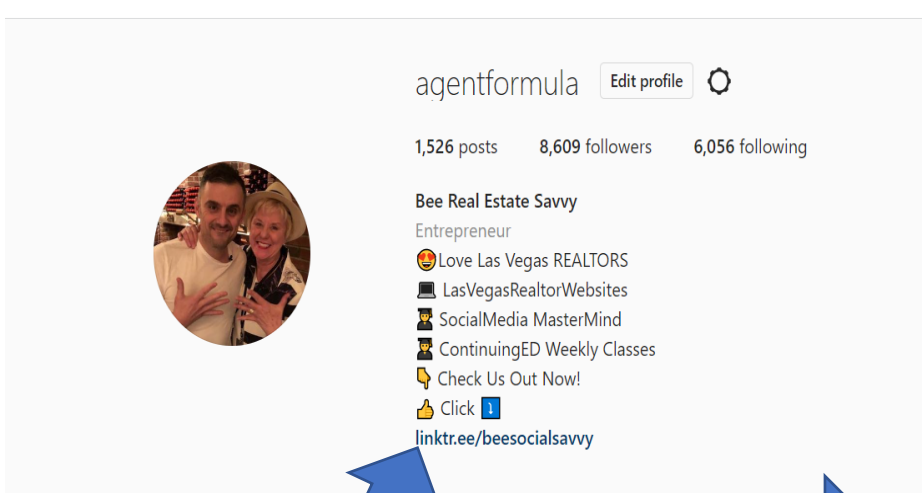 agentformula Edit profile
1,526 posts 8,609 followers 6,056 following
Bee Real Estate Savvy
Entrepreneur
😍Love Las Vegas REALTORS
💻 LasVegasRealtorWebsites
👨‍🎓 SocialMedia MasterMind
👨‍🎓 ContinuingED Weekly Classes
👇 Check Us Out Now!
👍 Click ⤵
linktr.ee/beesocialsavvy